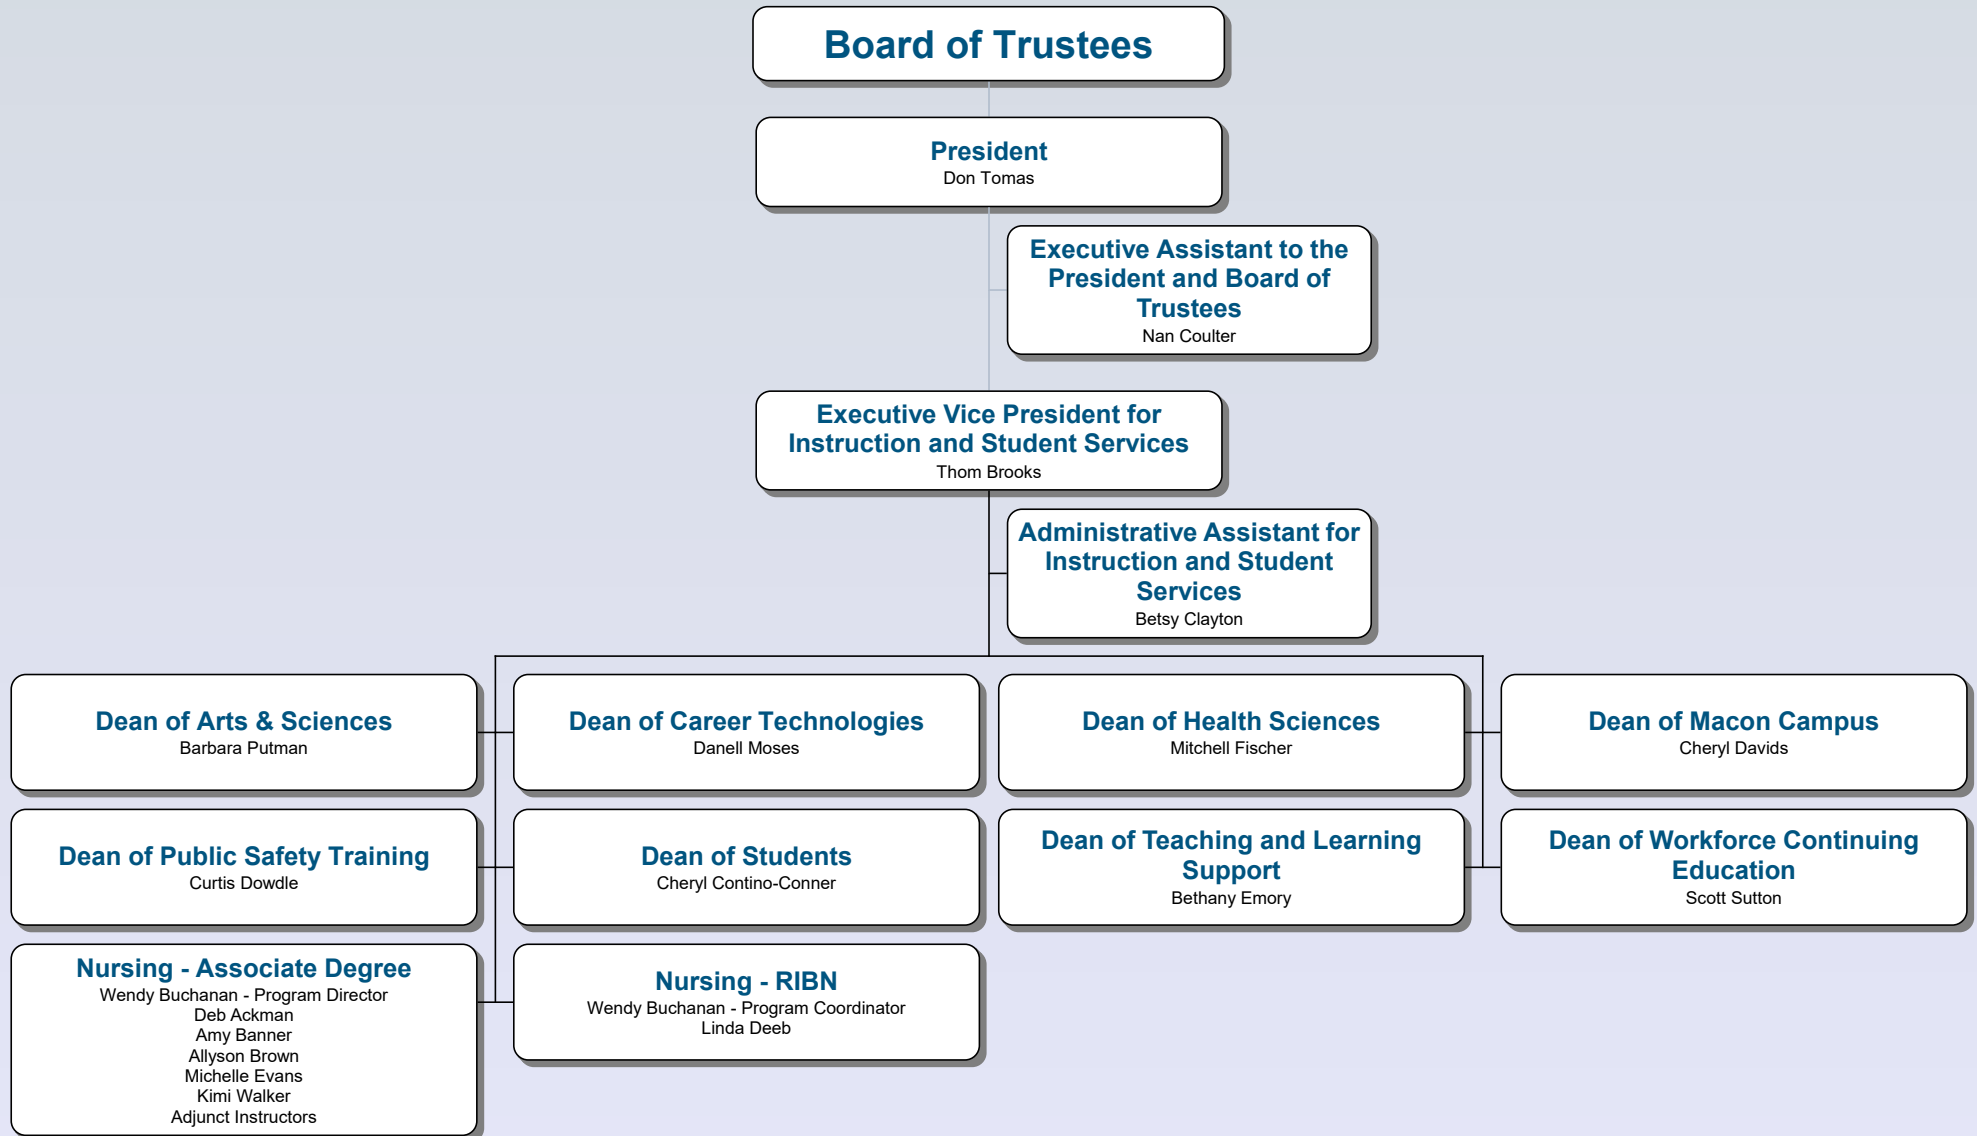 Board of Trustees
President
Don Tomas
Executive Assistant to the
President and Board of
Trustees
Nan Coulter
Executive Vice President for
Instruction and Student Services
Thom Brooks
Administrative Assistant for
Instruction and Student
Services
Betsy Clayton
Dean of Arts & Sciences
Barbara Putman
Dean of Career Technologies
Danell Moses
Dean of Health Sciences
Mitchell Fischer
Dean of Macon Campus
Cheryl Davids
Dean of Public Safety Training
Curtis Dowdle
Dean of Students
Cheryl Contino-Conner
Dean of Teaching and Learning
Support
Bethany Emory
Dean of Workforce Continuing
Education
Scott Sutton
Nursing - Associate Degree
Wendy Buchanan - Program Director
Deb Ackman
Amy Banner
Allyson Brown
Michelle Evans
Kimi Walker
Adjunct Instructors
Nursing - RIBN
Wendy Buchanan - Program Coordinator
Linda Deeb